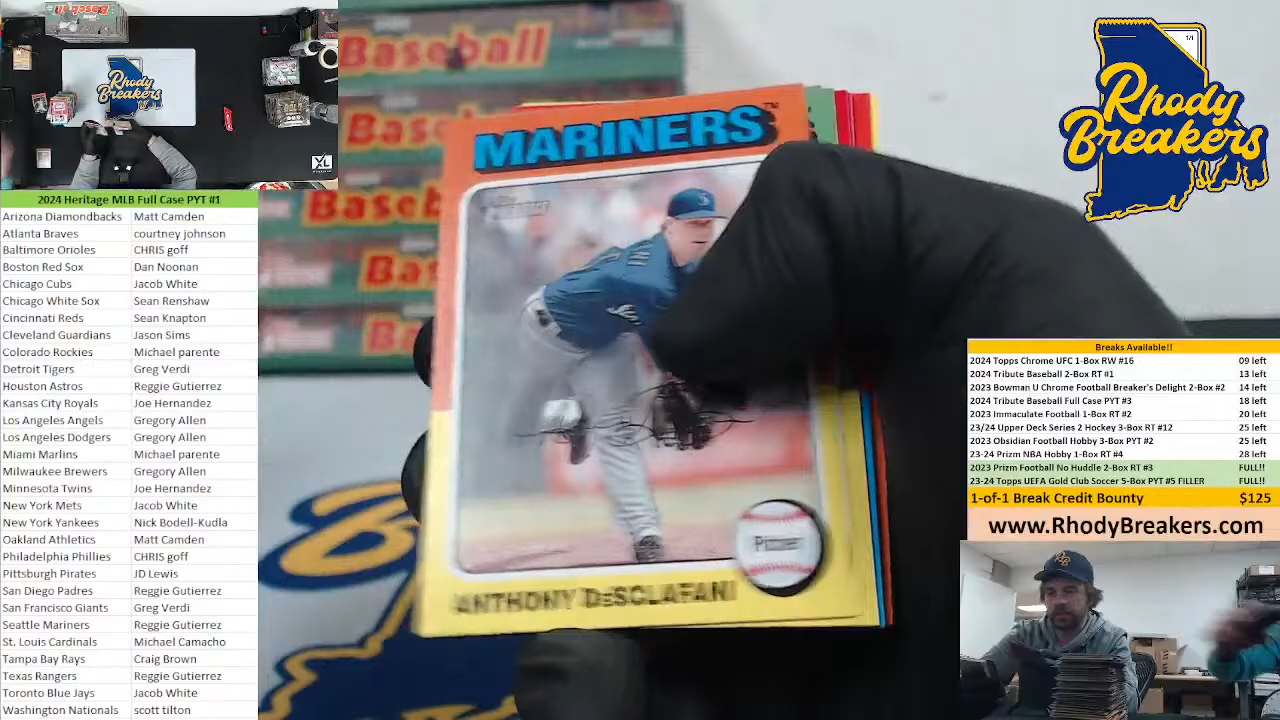 Baseball
Rhody
Breakers
XL
2024 Heritage MLB Full Case PYT #1
Arizona Diamondbacks Matt Camden
Atlanta Braves courtney johnson
Baltimore Orioles CHRIS goff
Boston Red Sox Dan Noonan
Chicago Cubs Jacob White
Chicago White Sox Sean Renshaw
Cincinnati Reds Sean Knapton
Cleveland Guardians Jason Sims
Colorado Rockies Michael parente
Detroit Tigers Greg Verdi
Houston Astros Reggie Gutierrez
Kansas City Royals Joe Hernandez
Los Angeles Angels Gregory Allen
Los Angeles Dodgers Gregory Allen
Miami Marlins Michael parente
Milwaukee Brewers Gregory Allen
Minnesota Twins Joe Hernandez
New York Mets Jacob White
New York Yankees Nick Bodell-Kudla
Oakland Athletics Matt Camden
Philadelphia Phillies CHRIS goff
Pittsburgh Pirates JD Lewis
San Diego Padres Reggie Gutierrez
San Francisco Giants Greg Verdi
Seattle Mariners Reggie Gutierrez
St. Louis Cardinals Michael Camacho
Tampa Bay Rays Craig Brown
Texas Rangers Reggie Gutierrez
Toronto Blue Jays Jacob White
Washington Nationals scott tilton
Baseball
MARINERS™
Pitcher
ANTHONY DeSCLAFANI
1/1
Rhody
Breakers
Breaks Available!!
2024 Topps Chrome UFC 1-Box RW #16 09 left
2024 Tribute Baseball 2-Box RT #1 13 left
2023 Bowman U Chrome Football Breaker's Delight 2-Box #2 14 left
2024 Tribute Baseball Full Case PYT #3 18 left
2023 Immaculate Football 1-Box RT #2 20 left
23/24 Upper Deck Series 2 Hockey 3-Box RT #12 25 left
2023 Obsidian Football Hobby 3-Box PYT #2 25 left
23-24 Prizm NBA Hobby 1-Box RT #4 28 left
2023 Prizm Football No Huddle 2-Box RT #3 FULL!!
23-24 Topps UEFA Gold Club Soccer 5-Box PYT #5 FILLER FULL!!
1-of-1 Break Credit Bounty $125
www.RhodyBreakers.com
RB